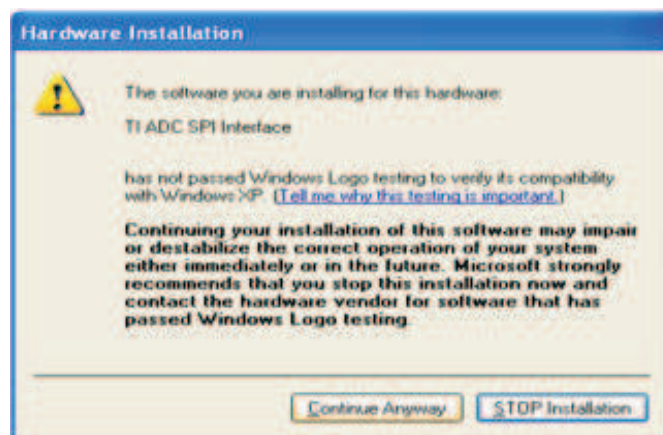 Hardware Installation
The software you are installing for this hardware:
TI ADC SPI Interface
has not passed Windows Logo testing to verify its compatibility
with Windows XP. (Tell me why this testing is important.)
Continuing your installation of this software may impair
or destabilize the correct operation of your system
either immediately or in the future. Microsoft strongly
recommends that you stop this installation now and
contact the hardware vendor for software that has
passed Windows Logo testing.
Continue Anyway
STOP Installation